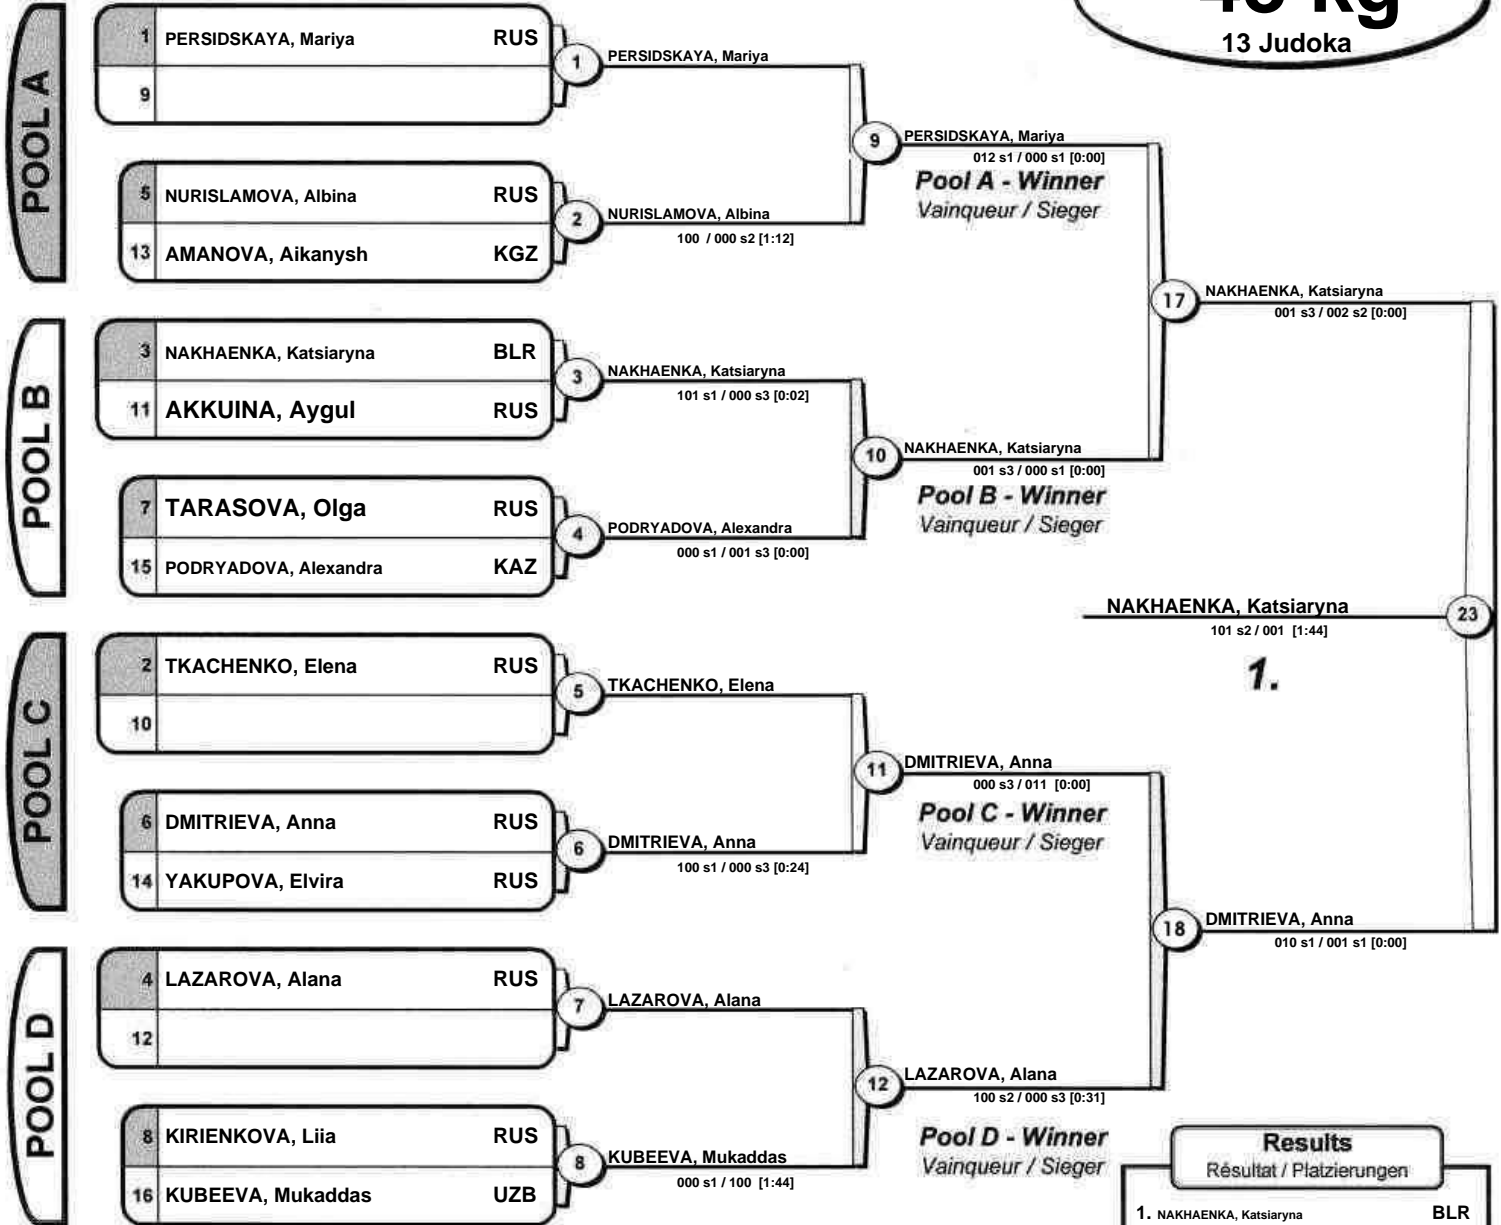 13 Judoka
POOL A
1 PERSIDSKAYA, Mariya RUS
9
5 NURISLAMOVA, Albina RUS
13 AMANOVA, Aikanysh KGZ
1 PERSIDSKAYA, Mariya
2 NURISLAMOVA, Albina
100 / 000 s2 [1:12]
9 PERSIDSKAYA, Mariya
012 s1 / 000 s1 [0:00]
Pool A - Winner
Vainqueur / Sieger
POOL B
3 NAKHAENKA, Katsiaryna BLR
11 AKKUINA, Aygul RUS
7 TARASOVA, Olga RUS
15 PODRYADOVA, Alexandra KAZ
3 NAKHAENKA, Katsiaryna
101 s1 / 000 s3 [0:02]
4 PODRYADOVA, Alexandra
000 s1 / 001 s3 [0:00]
10 NAKHAENKA, Katsiaryna
001 s3 / 000 s1 [0:00]
Pool B - Winner
Vainqueur / Sieger
17 NAKHAENKA, Katsiaryna
001 s3 / 002 s2 [0:00]
POOL C
2 TKACHENKO, Elena RUS
10
6 DMITRIEVA, Anna RUS
14 YAKUPOVA, Elvira RUS
5 TKACHENKO, Elena
6 DMITRIEVA, Anna
100 s1 / 000 s3 [0:24]
11 DMITRIEVA, Anna
000 s3 / 011 [0:00]
Pool C - Winner
Vainqueur / Sieger
POOL D
4 LAZAROVA, Alana RUS
12
8 KIRIENKOVA, Liia RUS
16 KUBEEVA, Mukaddas UZB
7 LAZAROVA, Alana
8 KUBEEVA, Mukaddas
000 s1 / 100 [1:44]
12 LAZAROVA, Alana
100 s2 / 000 s3 [0:31]
Pool D - Winner
Vainqueur / Sieger
18 DMITRIEVA, Anna
010 s1 / 001 s1 [0:00]
NAKHAENKA, Katsiaryna 23
101 s2 / 001 [1:44]
1.
Results
Résultat / Platzierungen
1. NAKHAENKA, Katsiaryna BLR